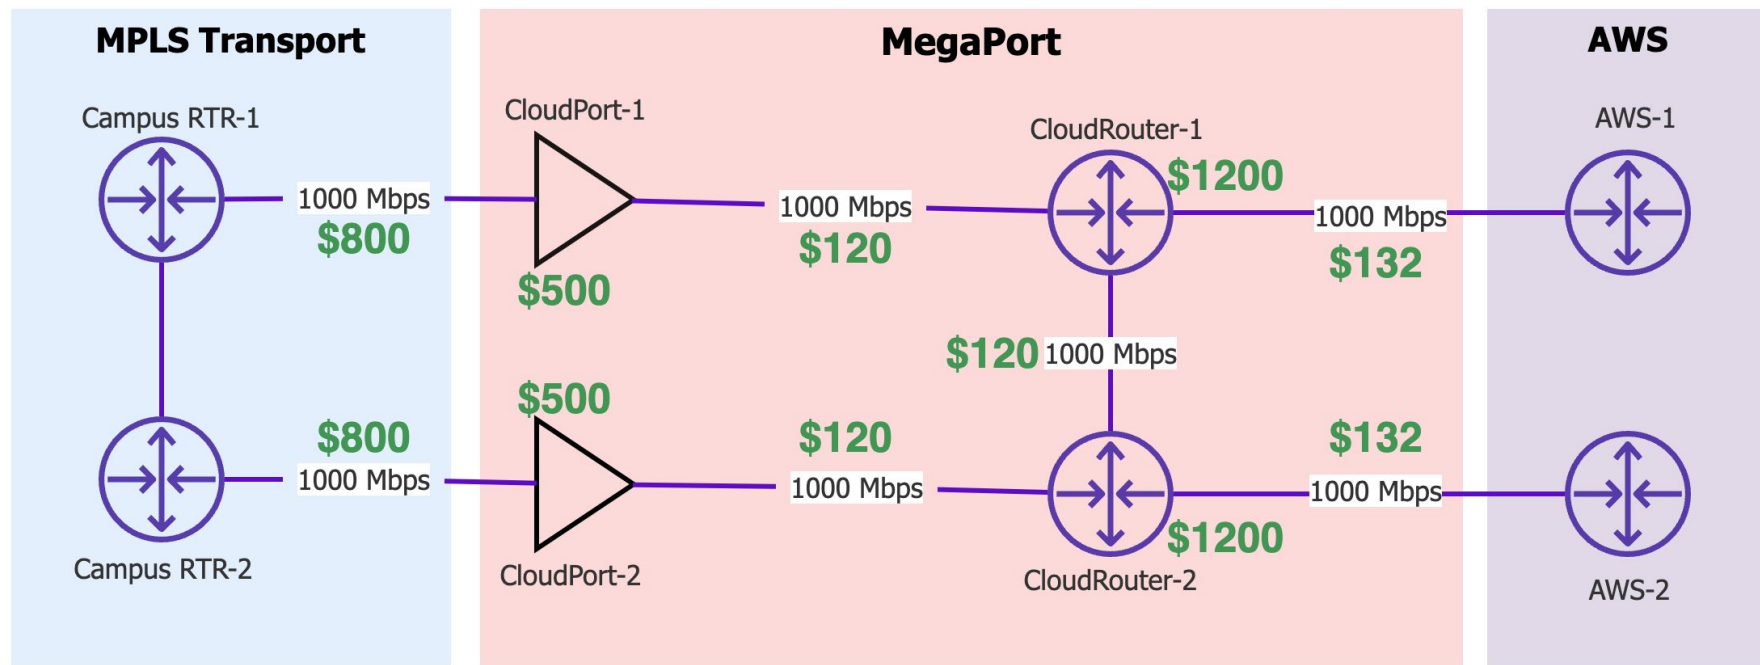 MPLS Transport
MegaPort
AWS
Campus RTR-1
CloudPort-1
CloudRouter-1
AWS-1
1000 Mbps
$800
$500
1000 Mbps
$120
$1200
1000 Mbps
$132
$120 1000 Mbps
$800
1000 Mbps
$500
$120
1000 Mbps
$132
1000 Mbps
$1200
Campus RTR-2
CloudPort-2
CloudRouter-2
AWS-2